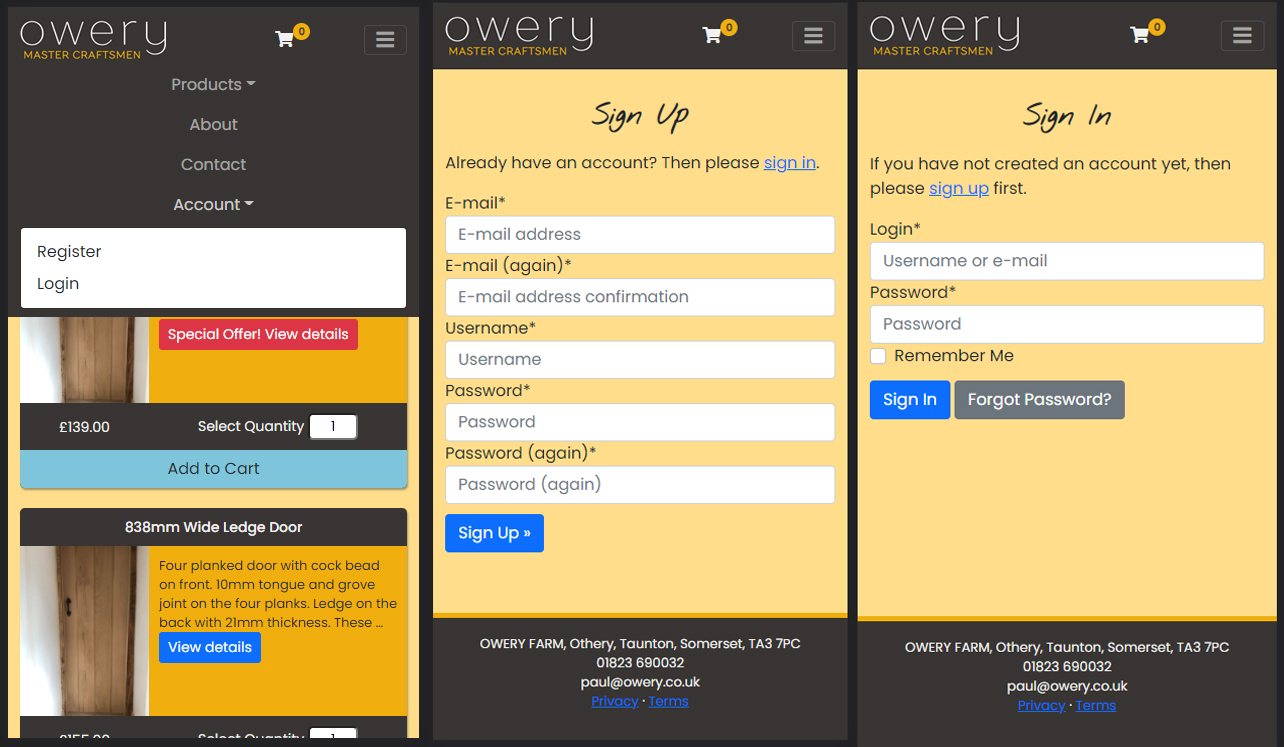 owery
MASTER CRAFTSMEN
0
Products
About
Contact
Account
Register
Login
Special Offer! View details
£139.00 Select Quantity 1
Add to Cart
838mm Wide Ledge Door
Four planked door with cock bead
on front. 10mm tongue and grove
joint on the four planks. Ledge on the
back with 21mm thickness. These ...
View details
£155.00 Select Quantity 1
owery
MASTER CRAFTSMEN
0
Sign Up
Already have an account? Then please sign in.
E-mail*
E-mail address
E-mail (again)*
E-mail address confirmation
Username*
Username
Password*
Password
Password (again)*
Password (again)
Sign Up »
OWERY FARM, Othery, Taunton, Somerset, TA3 7PC
01823 690032
paul@owery.co.uk
Privacy · Terms
owery
MASTER CRAFTSMEN
0
Sign In
If you have not created an account yet, then
please sign up first.
Login*
Username or e-mail
Password*
Password
Remember Me
Sign In Forgot Password?
OWERY FARM, Othery, Taunton, Somerset, TA3 7PC
01823 690032
paul@owery.co.uk
Privacy · Terms